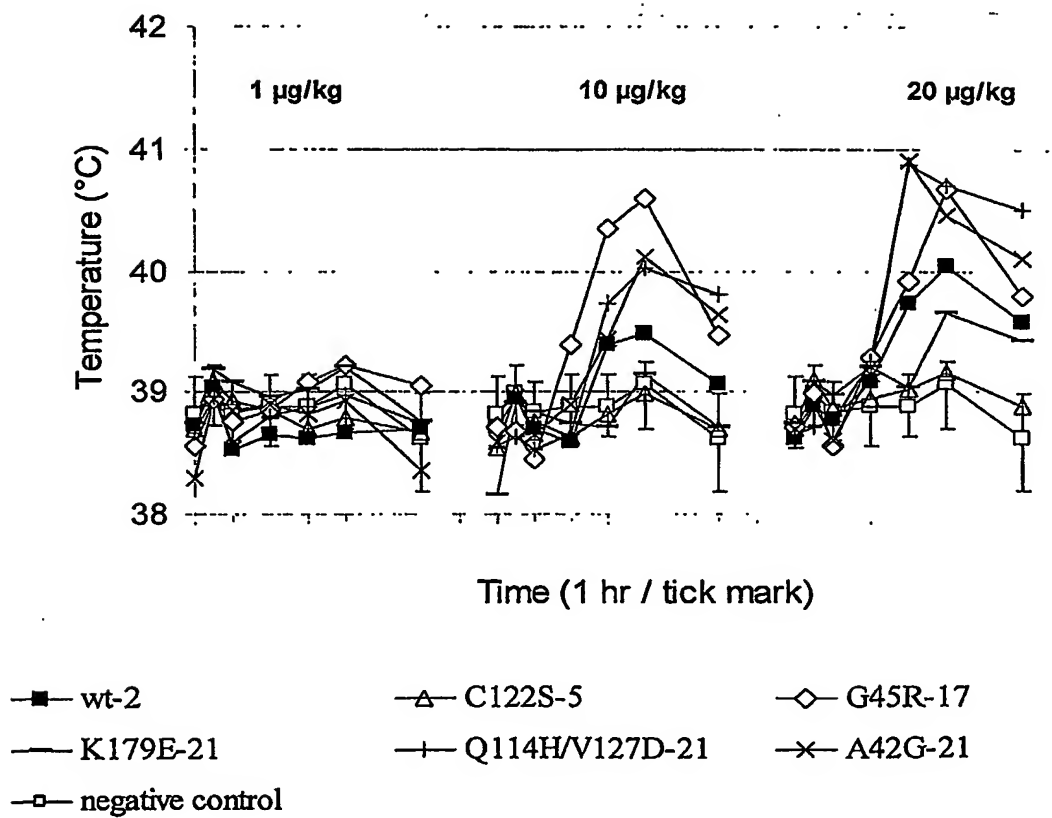 42
1 µg/kg 10 µg/kg 20 µg/kg
41
Temperature (°C)
40
39
38
Time (1 hr / tick mark)
wt-2 C122S-5 G45R-17
K179E-21 Q114H/V127D-21 A42G-21
negative control